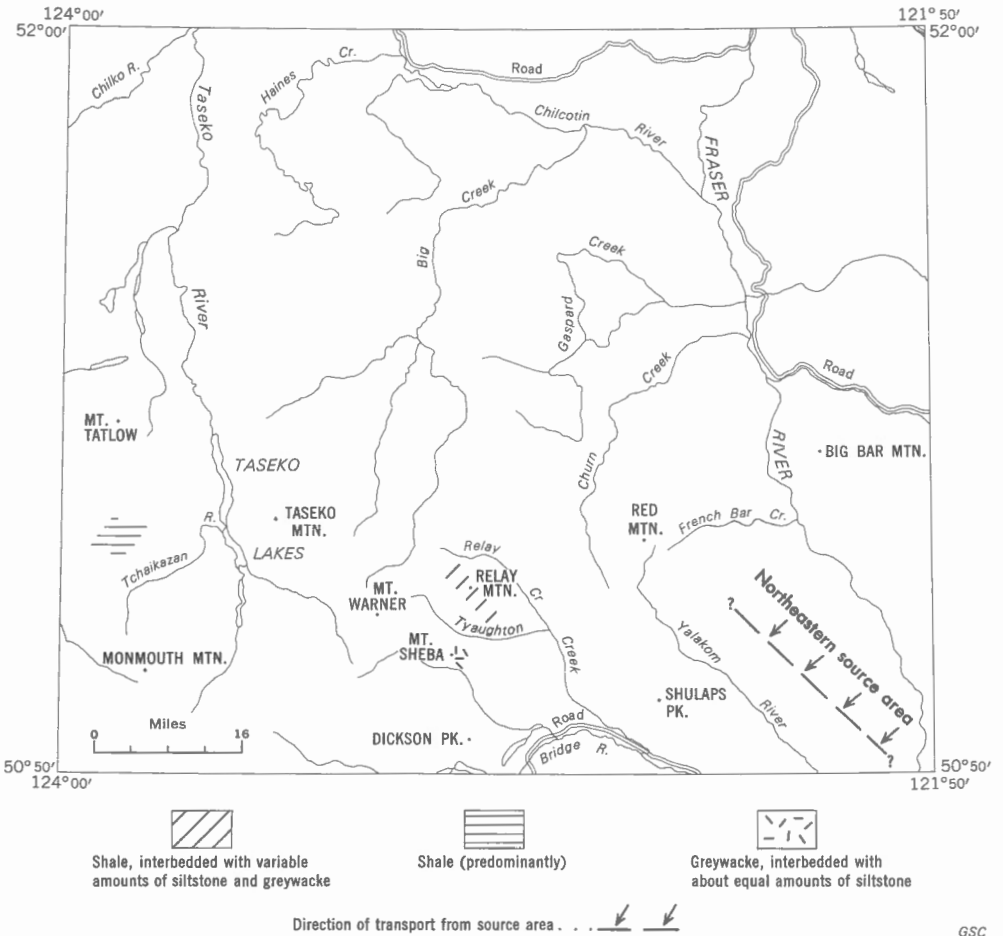 124°00'
121°50'
52°00'
52°00'
Chilko R.
Taseko
Haines
Cr.
Road
Chilcotin
River
FRASER
Creek
Big
Creek
River
Gaspard
Creek
Road
MT.
TATLOW
TASEKO
RIVER
BIG BAR MTN.
Churn
R.
TASEKO
MTN.
RED
MTN.
French Bar Cr.
LAKES
Tchaikazan
Relay
RELAY
MTN.
Cr
MT.
WARNER
Tyaughton
Northeastern source area
?
MT.
SHEBA
Creek
Yalakom
MONMOUTH MTN.
SHULAPS
PK.
River
Miles
0 16
DICKSON PK.
Road
Bridge R.
?
50°50'
50°50'
124°00'
121°50'
Shale, interbedded with variable
amounts of siltstone and greywacke
Shale (predominantly)
Greywacke, interbedded with
about equal amounts of siltstone
Direction of transport from source area . . .
GSC